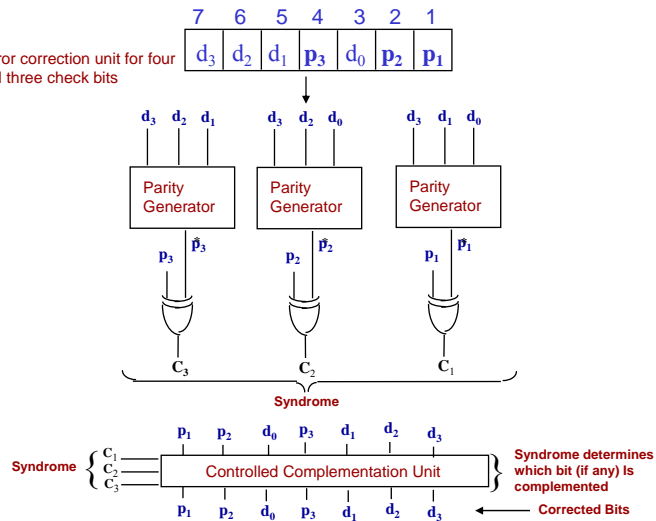 7 6 5 4 3 2 1
d3 d2 d1 p3 d0 p2 p1
ror correction unit for four
three check bits
d3 d2 d1 d3 d2 d0 d3 d1 d0
Parity Generator Parity Generator Parity Generator
p3 p*3 p2 p*2 p1 p*1
C3 C2 C1
Syndrome
p1 p2 d0 p3 d1 d2 d3
Syndrome C1 C2 C3 Controlled Complementation Unit
Syndrome determines
which bit (if any) Is
complemented
p1 p2 d0 p3 d1 d2 d3
Corrected Bits